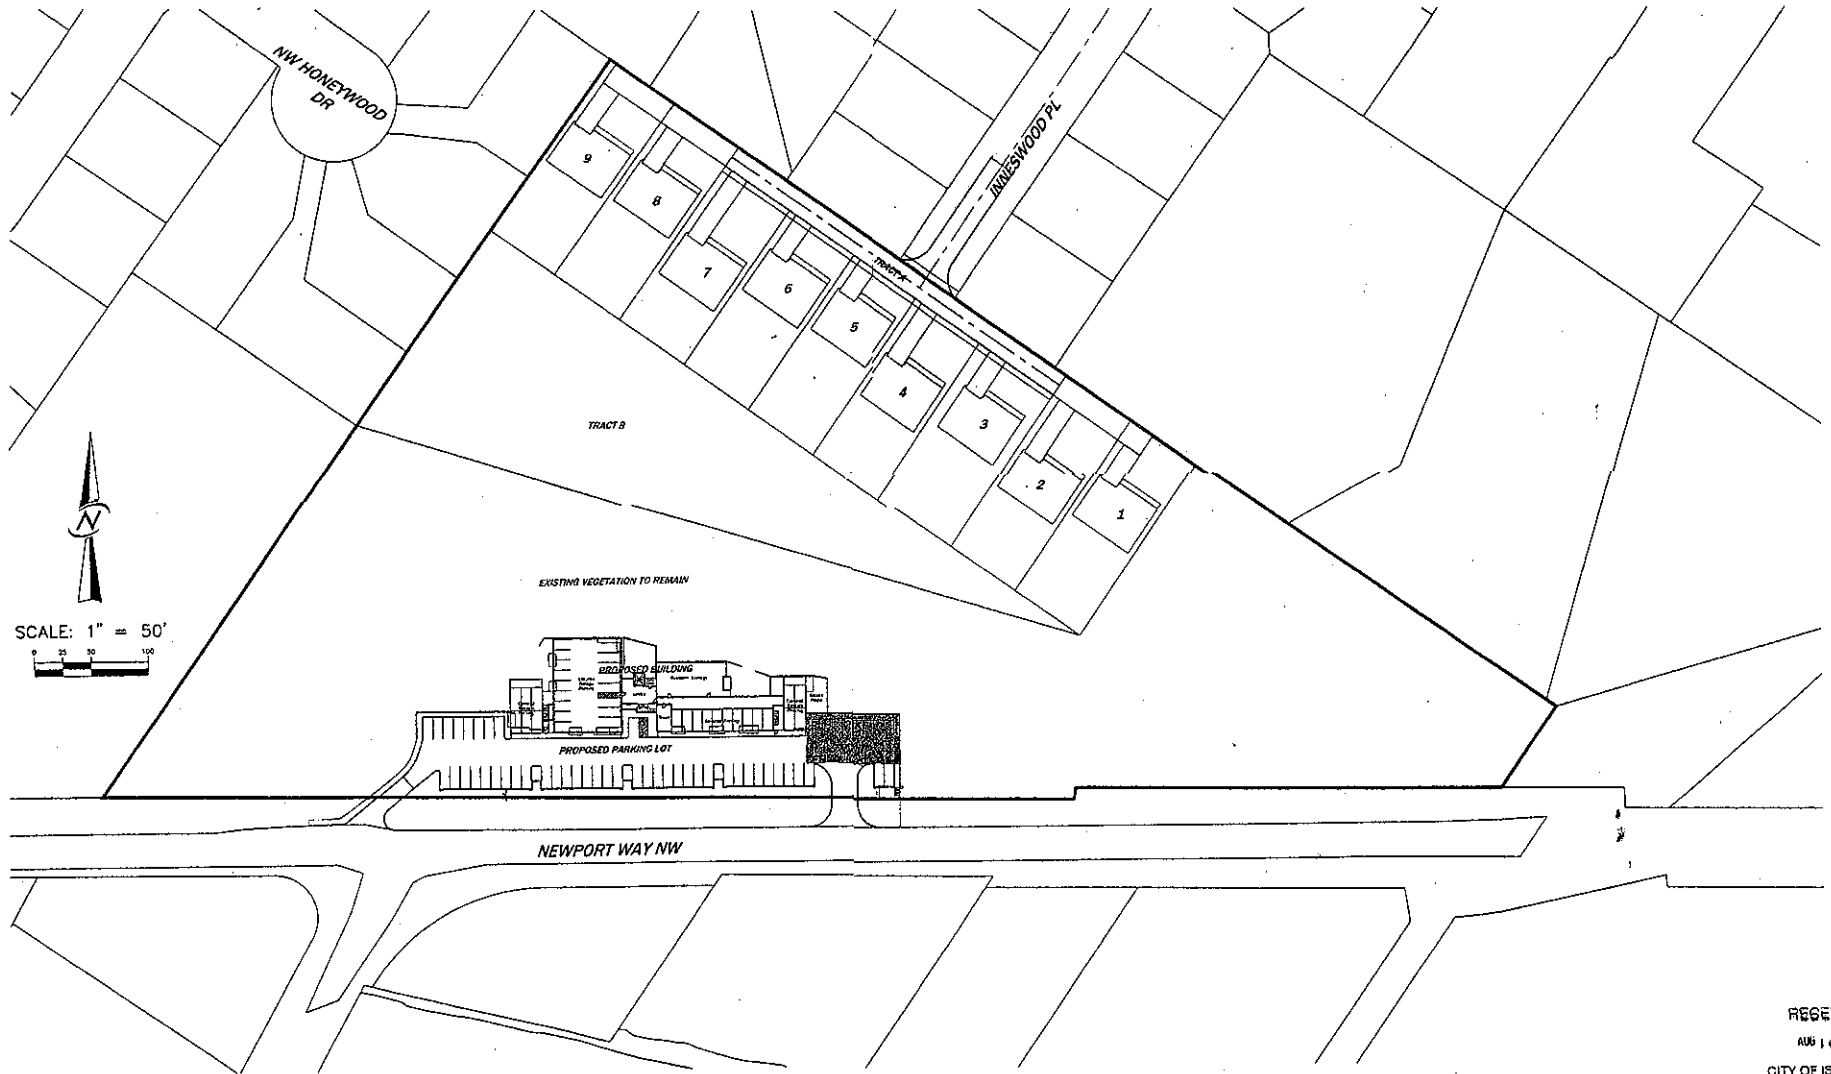 NW HONEYWOOD
DR
INNESWOOD PL
TRACT A
9
8
7
6
5
4
3
2
1
TRACT B
EXISTING VEGETATION TO REMAIN
N
SCALE: 1" = 50'
0 25 50 100
PROPOSED BUILDING
PROPOSED PARKING LOT
NEWPORT WAY NW
AUG 1
CITY OF IS